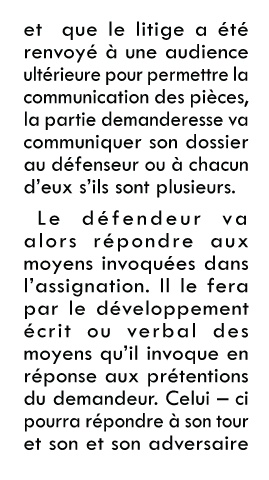 et que le litige a été
renvoyé à une audience
ultérieure pour permettre la
communication des pièces,
la partie demanderesse va
communiquer son dossier
au défenseur ou à chacun
d'eux s'ils sont plusieurs.
Le défendeur va
alors répondre aux
moyens invoquées dans
l'assignation. Il le fera
par le développement
écrit ou verbal des
moyens qu'il invoque en
réponse aux prétentions
du demandeur. Celui – ci
pourra répondre à son tour
et son et son adversaire